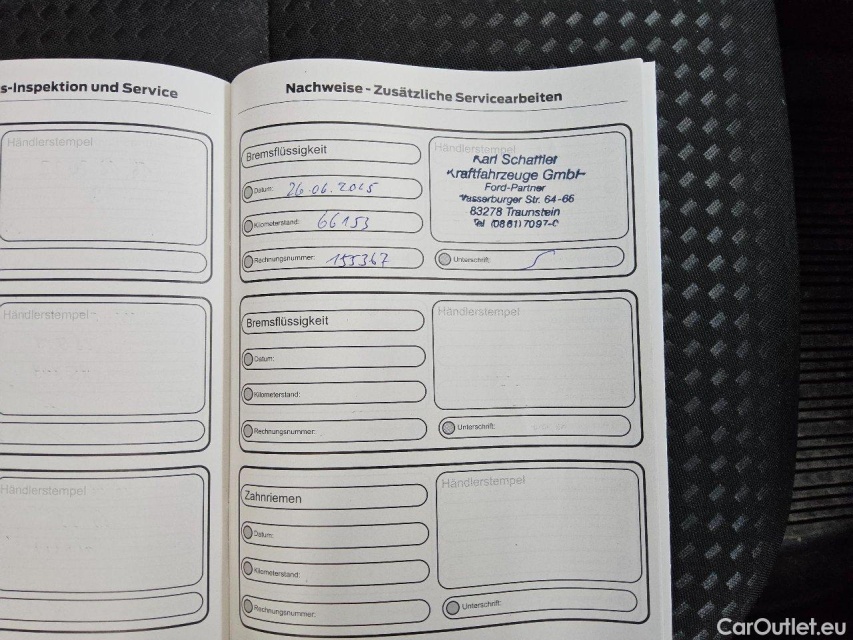 s-Inspektion und Service
Händlerstempel
Händlerstempel
Händlerstempel
Nachweise - Zusätzliche Servicearbeiten
Bremsflüssigkeit
Datum: 26.06.2025
Kilometerstand: 66153
Rechnungsnummer: 155367
Händlerstempel
Karl Schattler
Kraftfahrzeuge GmbH
Ford-Partner
Wasserburger Str. 64-66
83278 Traunstein
Tel (0861) 7097-0
Unterschrift:
Bremsflüssigkeit
Datum:
Kilometerstand:
Rechnungsnummer:
Händlerstempel
Unterschrift:
Zahnriemen
Datum:
Kilometerstand:
Rechnungsnummer:
Händlerstempel
Unterschrift:
CarOutlet.eu